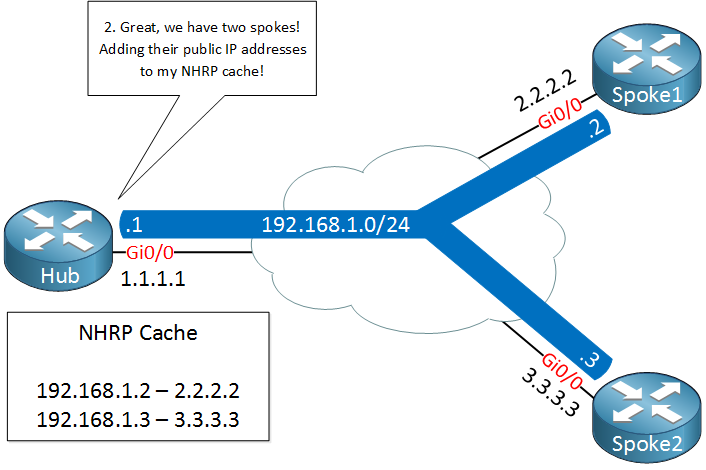 2. Great, we have two spokes!
Adding their public IP addresses
to my NHRP cache!
2.2.2.2
Gi0/0
Spoke1
.2
.1
192.168.1.0/24
Gi0/0
1.1.1.1
Hub
NHRP Cache
192.168.1.2 – 2.2.2.2
192.168.1.3 – 3.3.3.3
.3
Gi0/0
3.3.3.3
Spoke2